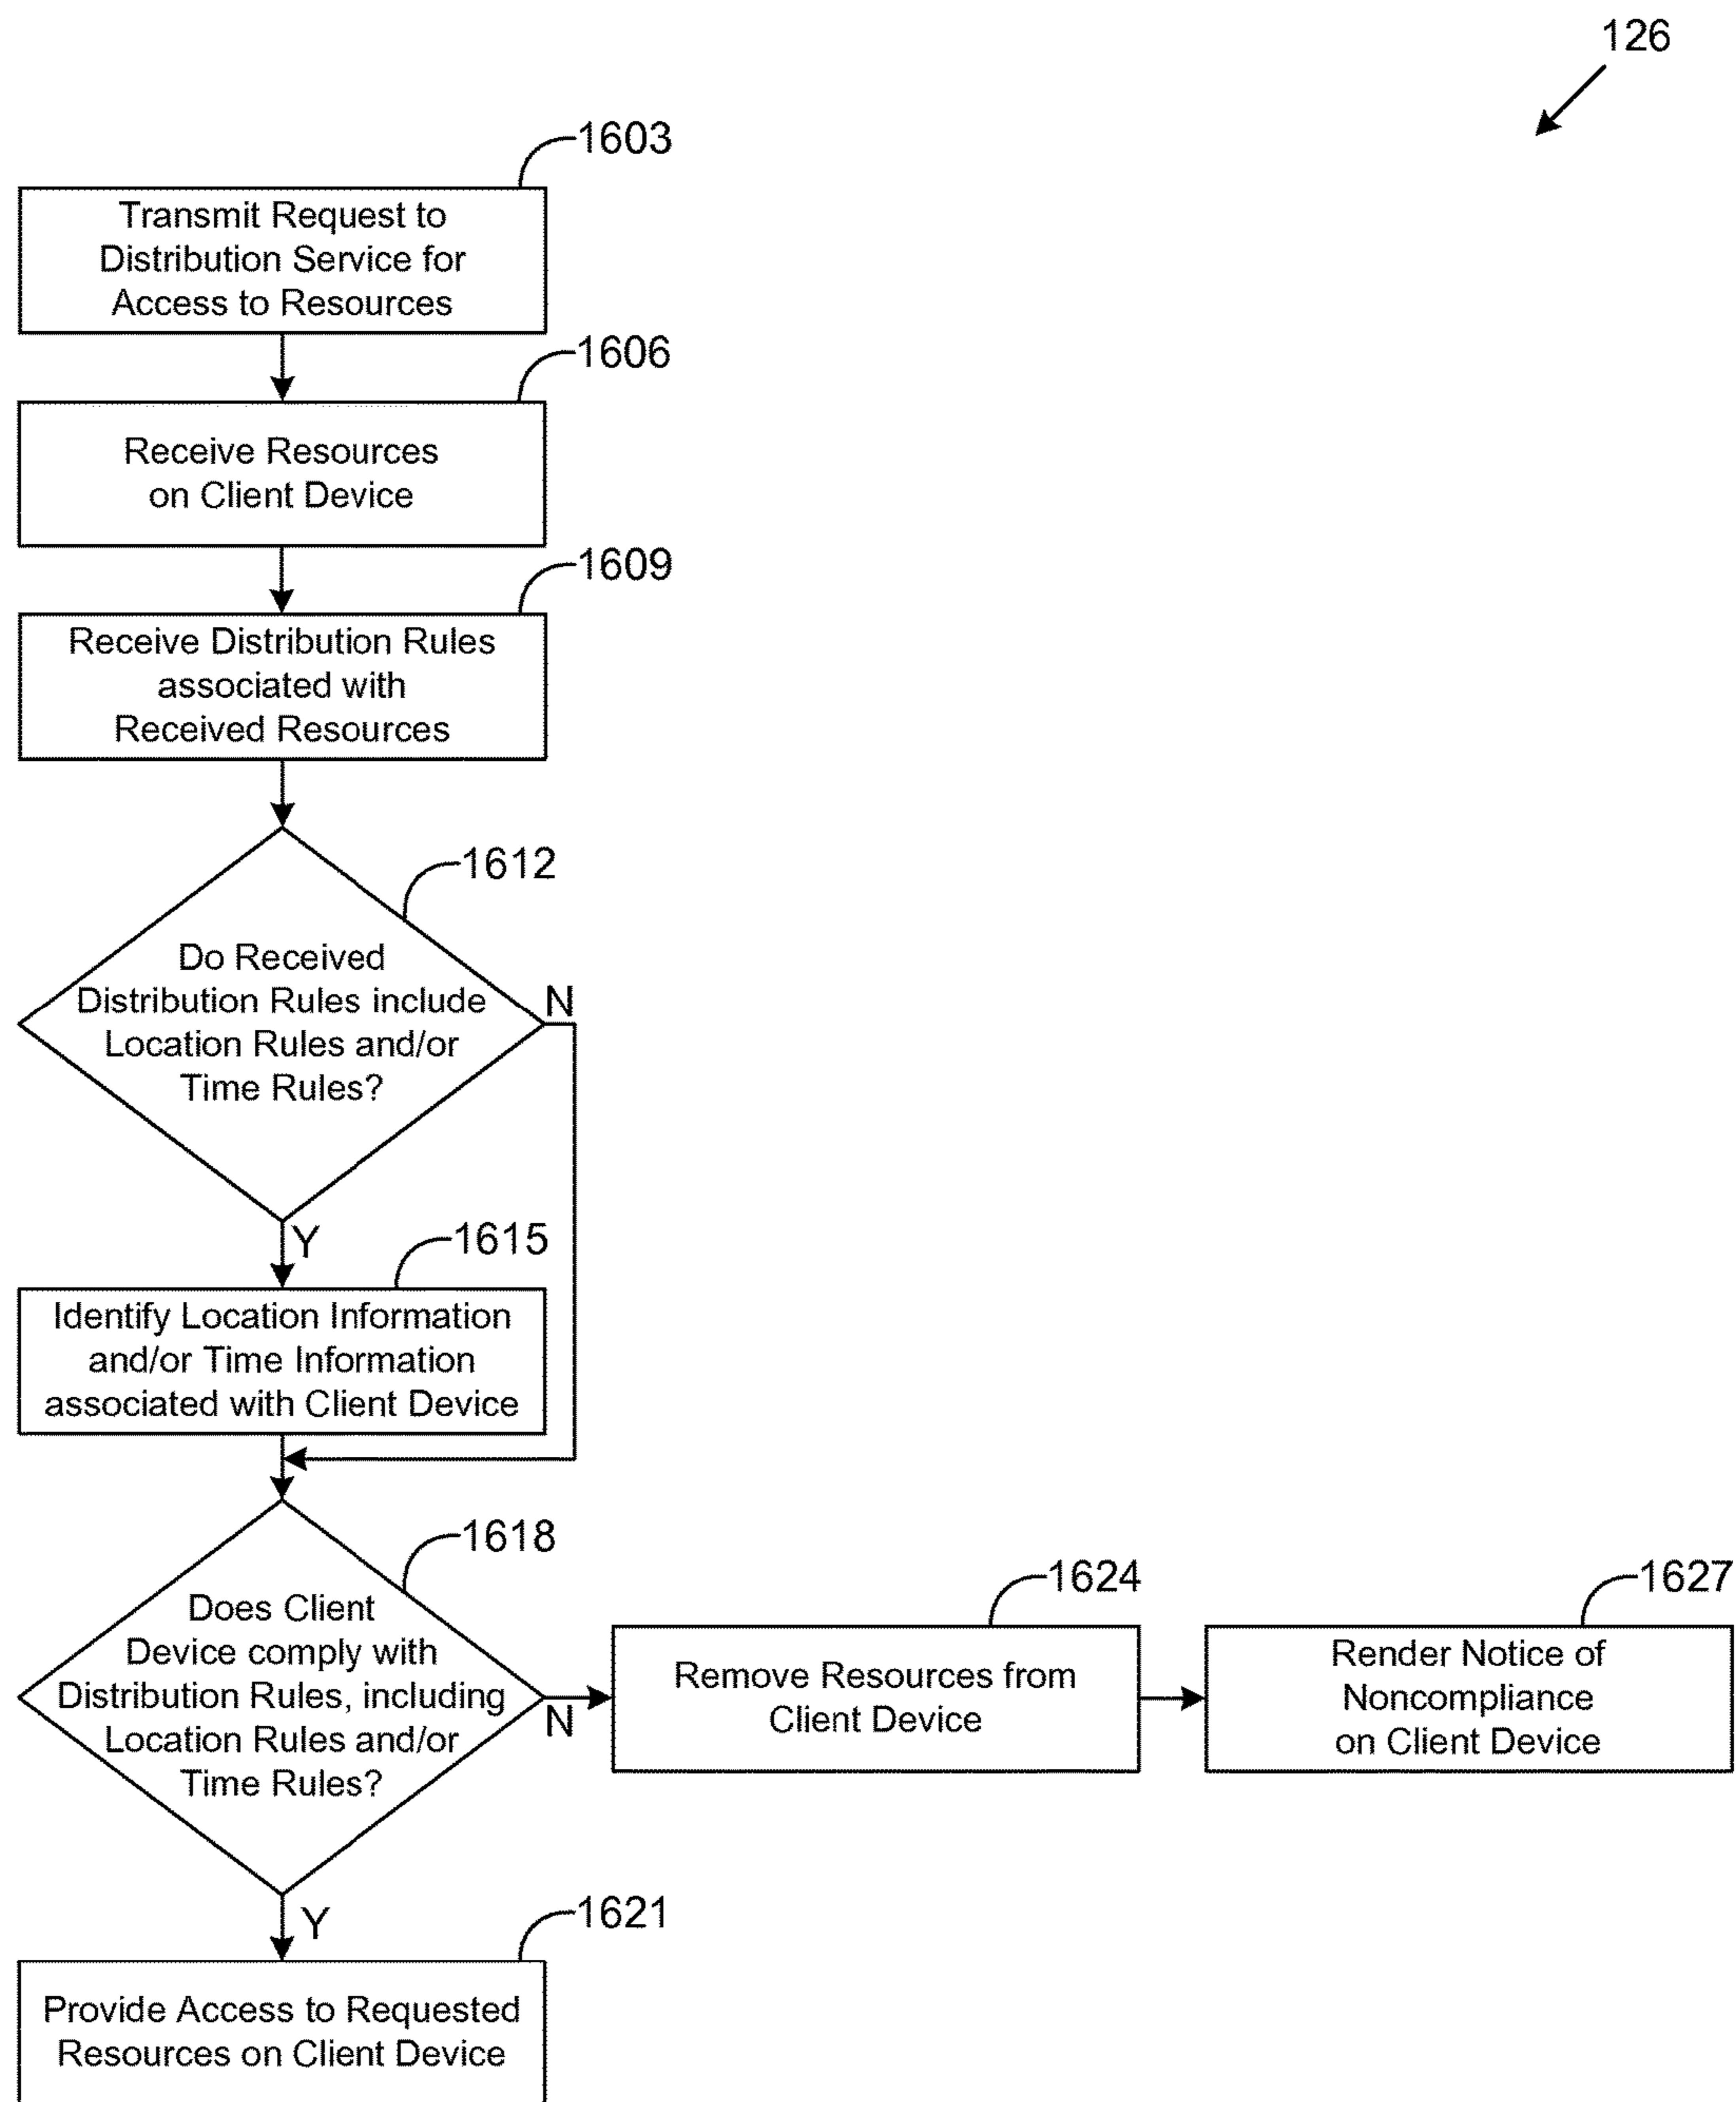 126
1603
Transmit Request to
Distribution Service for
Access to Resources
1606
Receive Resources
on Client Device
1609
Receive Distribution Rules
associated with
Received Resources
1612
Do Received
Distribution Rules include
Location Rules and/or
Time Rules?
N
Y
1615
Identify Location Information
and/or Time Information
associated with Client Device
1618
Does Client
Device comply with
Distribution Rules, including
Location Rules and/or
Time Rules?
N
1624
Remove Resources from
Client Device
1627
Render Notice of
Noncompliance
on Client Device
Y
1621
Provide Access to Requested
Resources on Client Device